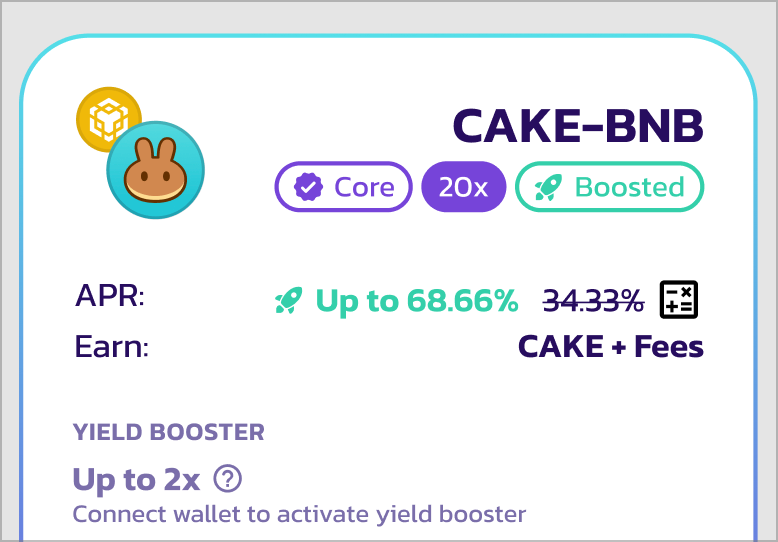 CAKE-BNB
Core 20x Boosted
APR: Up to 68.66% 34.33%
Earn: CAKE + Fees
YIELD BOOSTER
Up to 2x ?
Connect wallet to activate yield booster